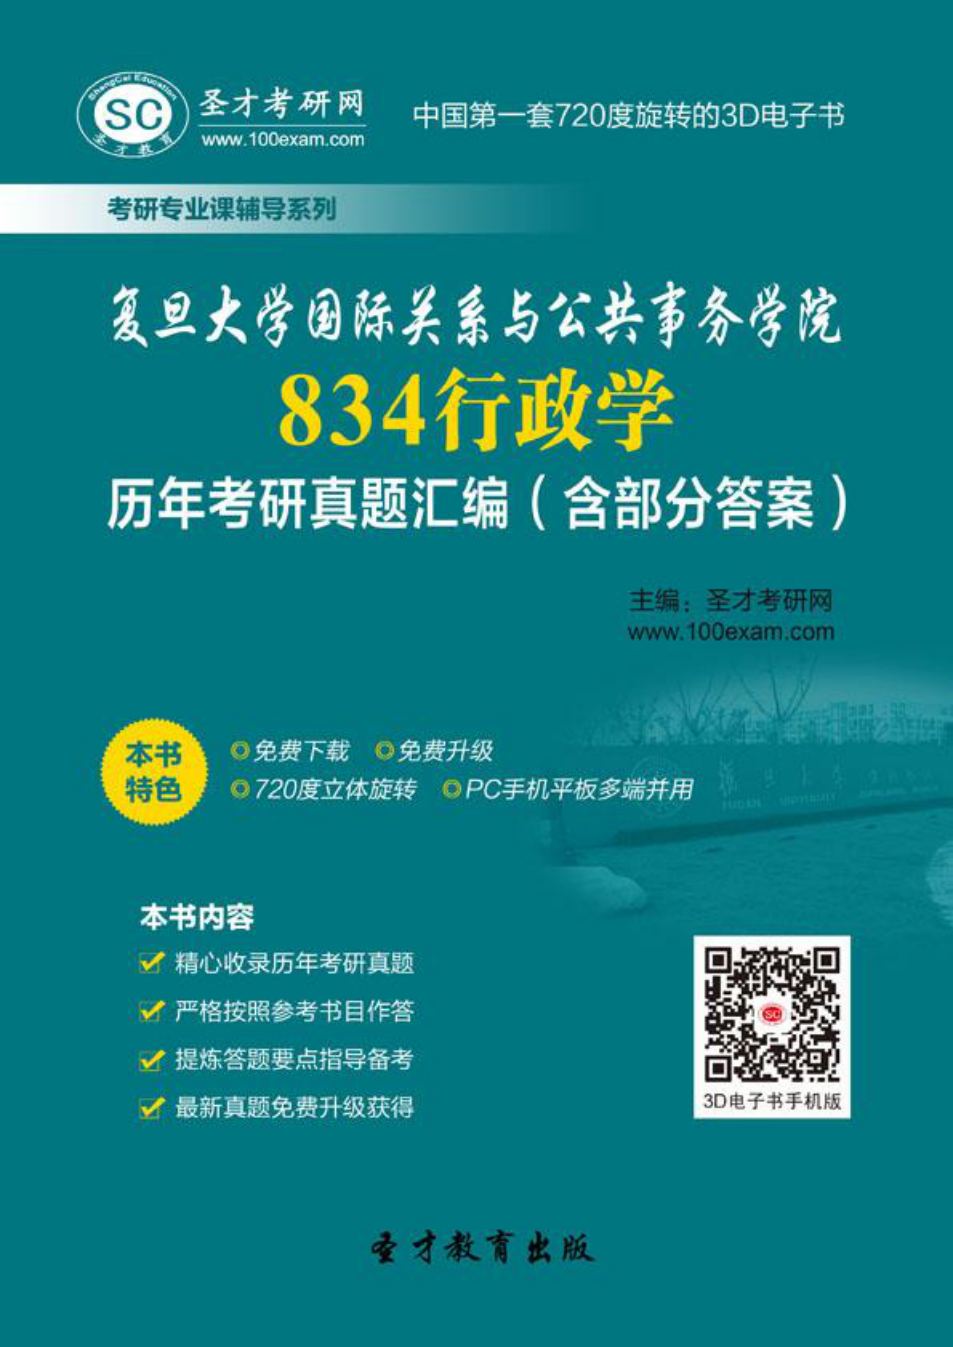 ShengCai Education
SC
圣才教育
圣才考研网
www.100exam.com
中国第一套720度旋转的3D电子书
考研专业课辅导系列
复旦大学国际关系与公共事务学院
834行政学
历年考研真题汇编（含部分答案）
主编：圣才考研网
www.100exam.com
本书
特色
◎免费下载 ◎免费升级
◎720度立体旋转 ◎PC手机平板多端并用
本书内容
精心收录历年考研真题
严格按照参考书目作答
提炼答题要点指导备考
最新真题免费升级获得
SC
3D电子书手机版
圣才教育出版